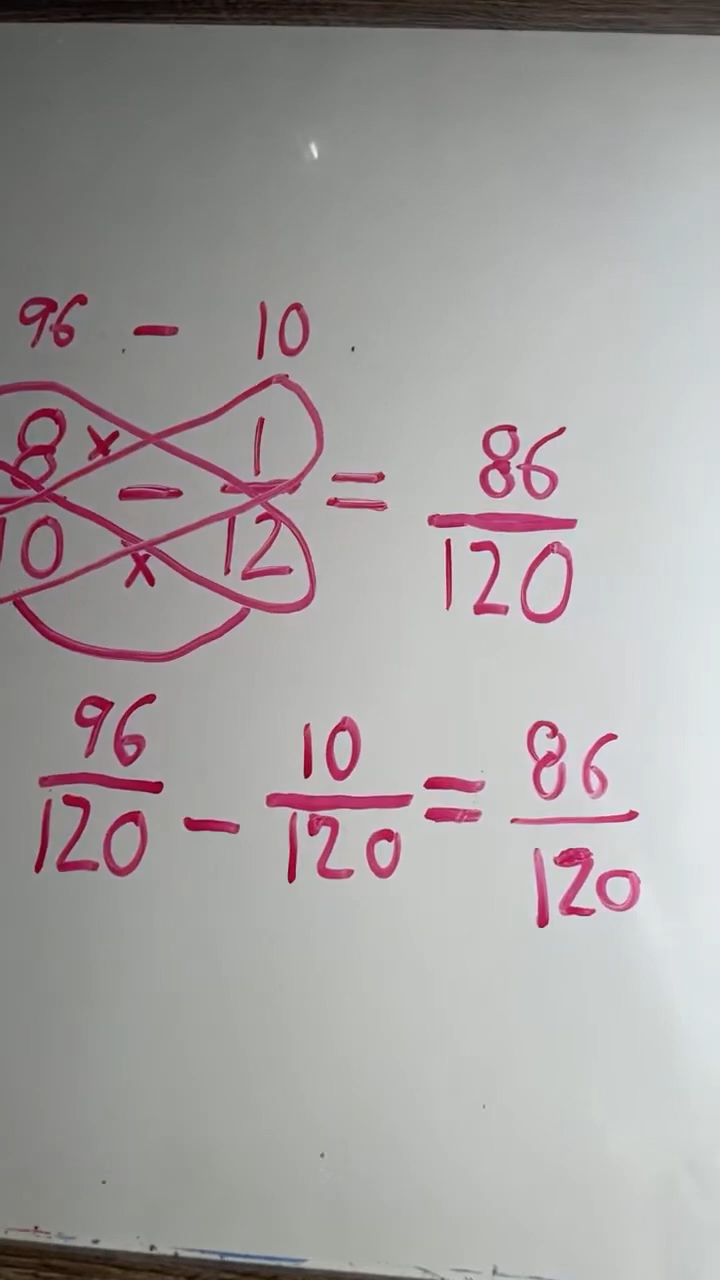 96 - 10
8 x 1
- = 86
10 x 12 120
96 10 86
- =
120 120 120